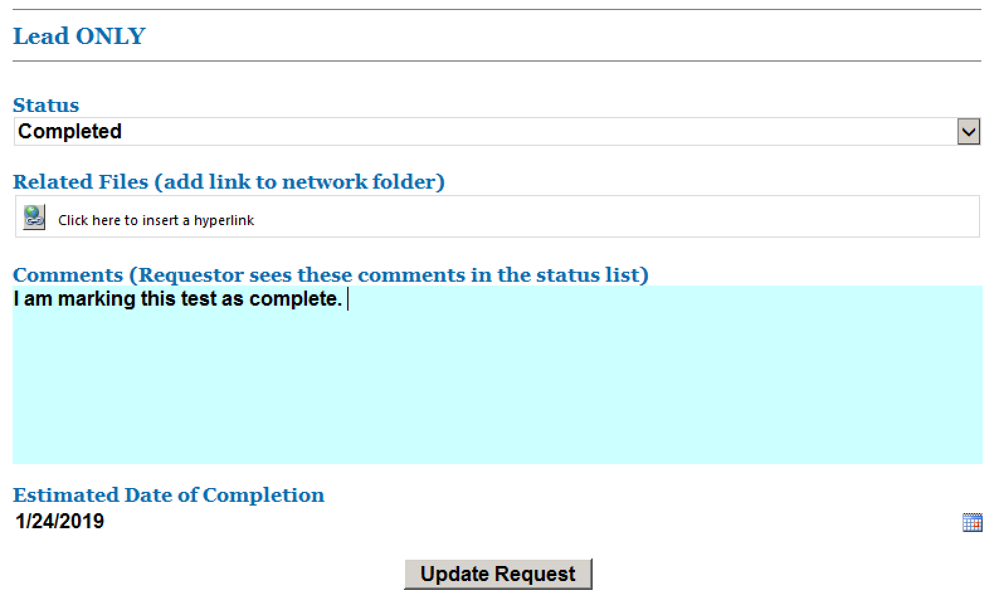 Lead ONLY
Status
Completed
Related Files (add link to network folder)
Click here to insert a hyperlink
Comments (Requestor sees these comments in the status list)
I am marking this test as complete.
Estimated Date of Completion
1/24/2019
Update Request